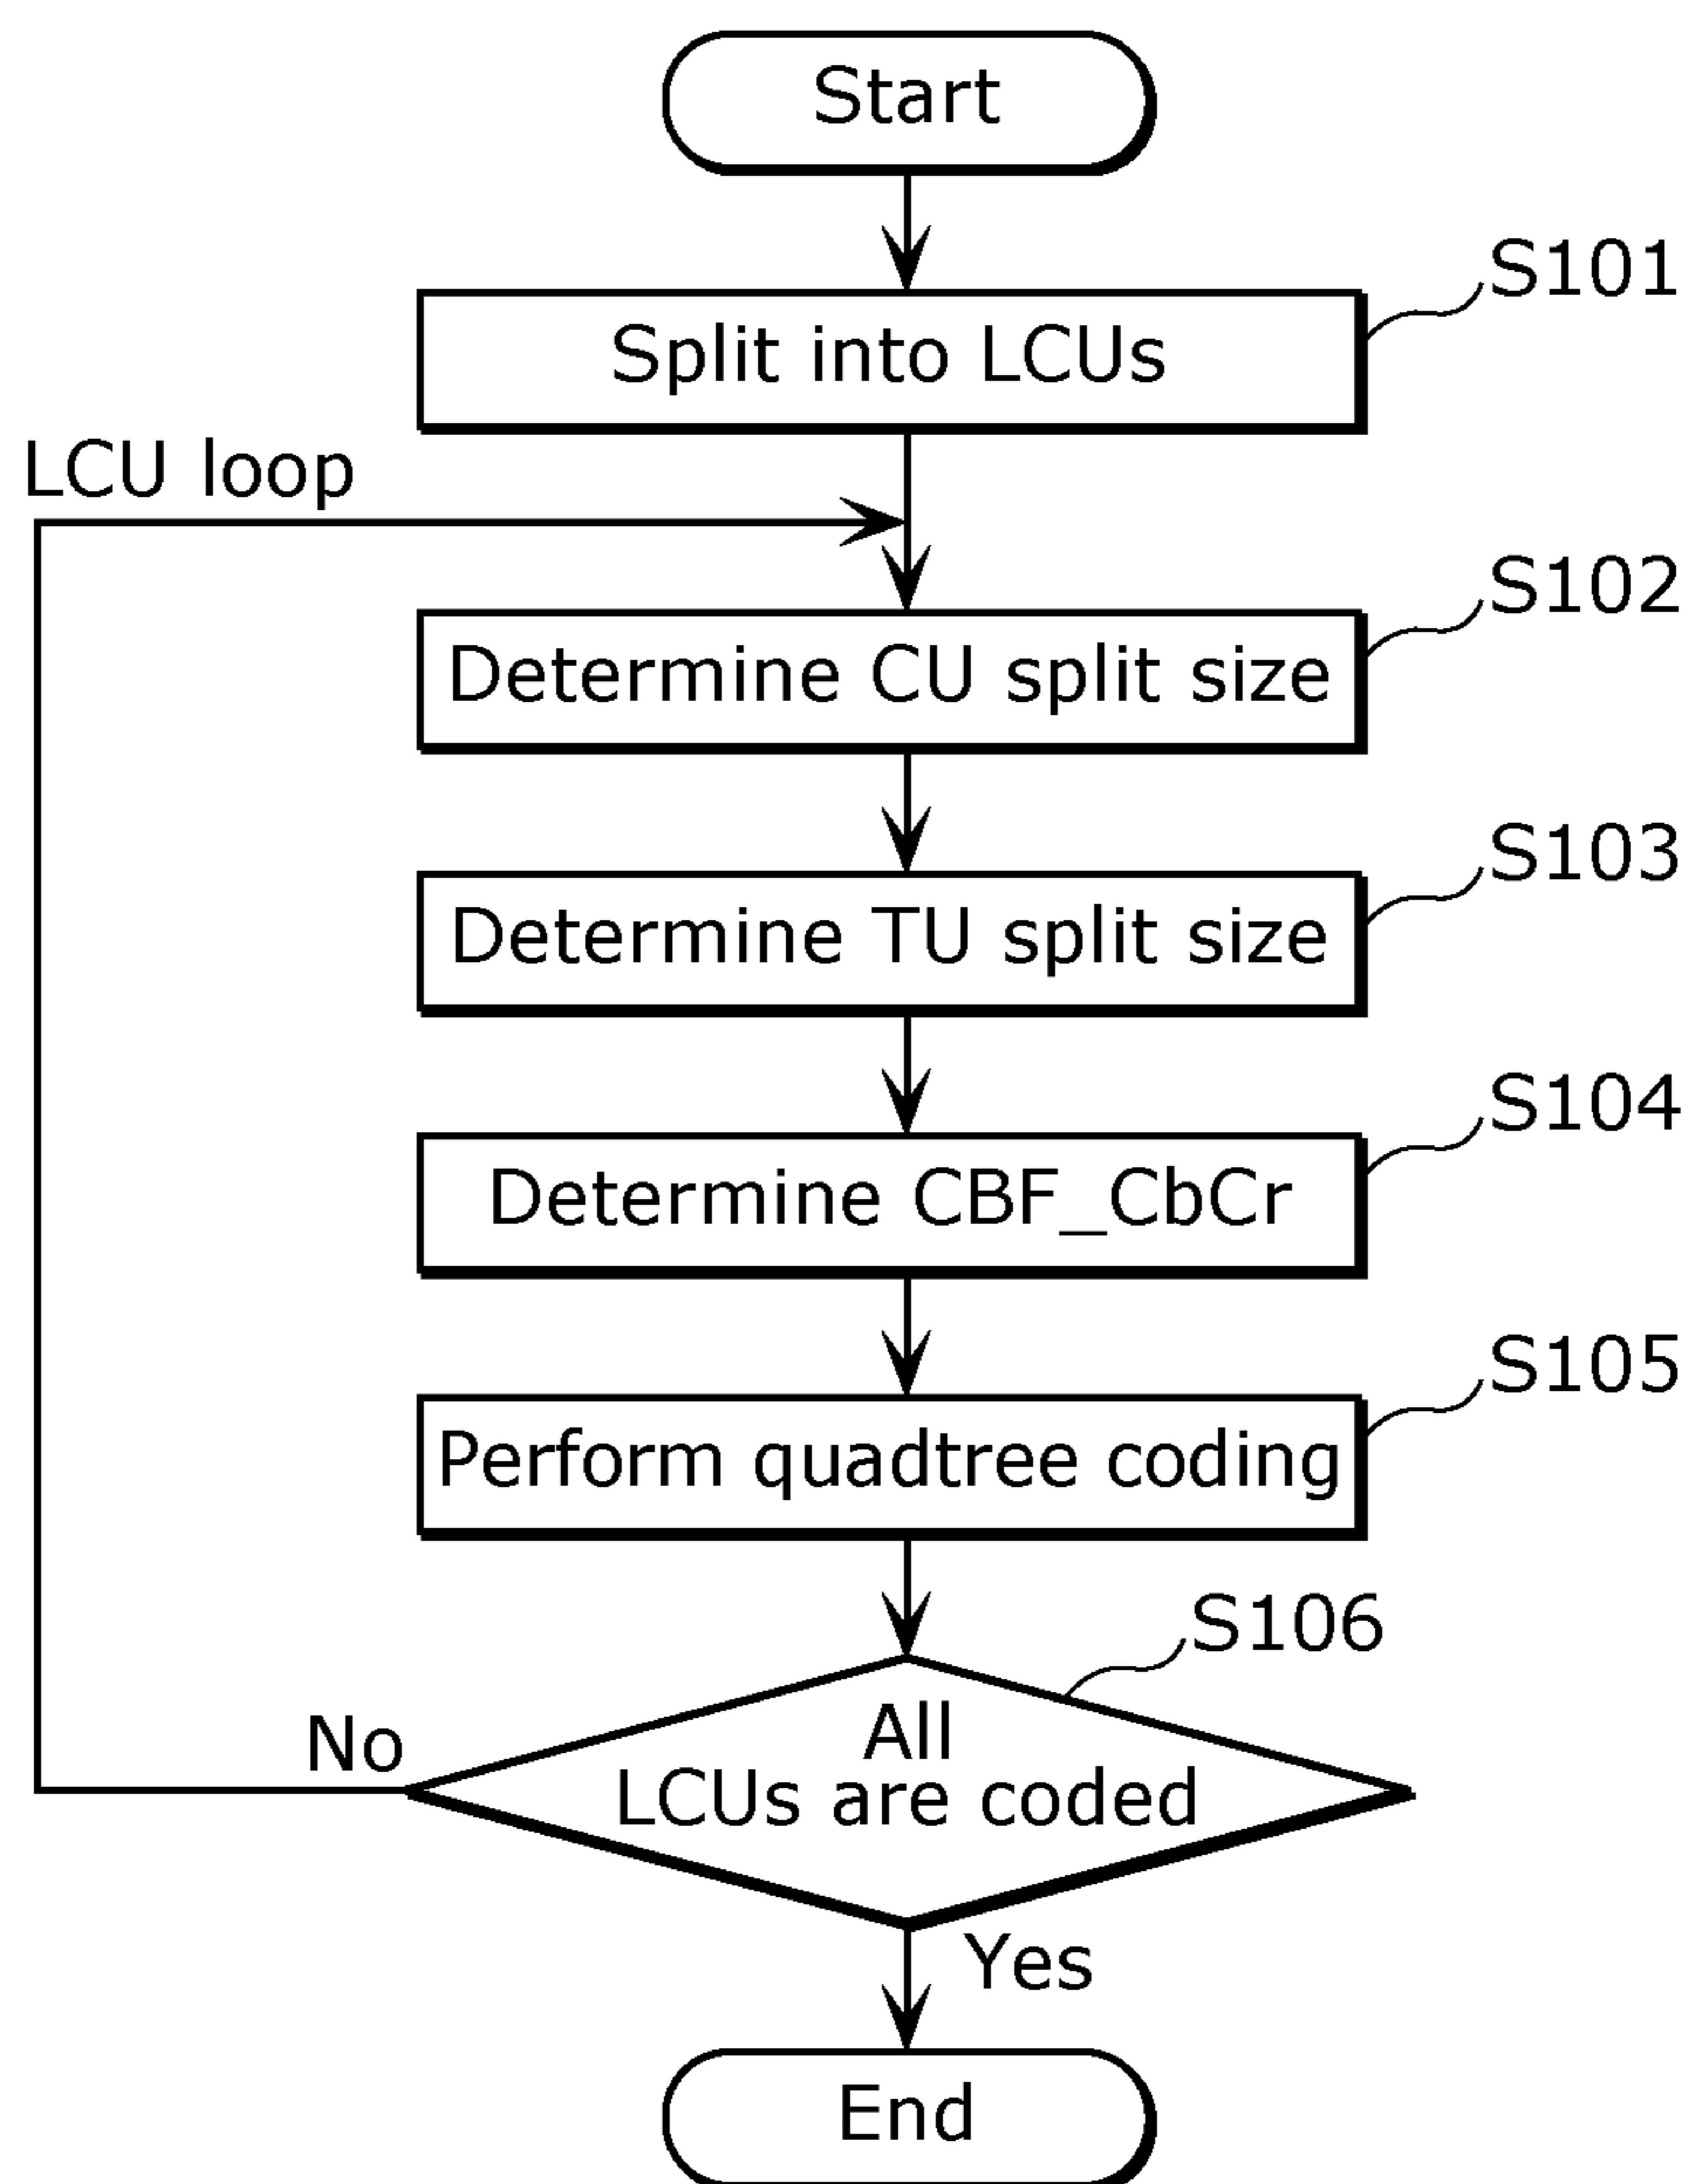 Start
S101
Split into LCUs
LCU loop
S102
Determine CU split size
S103
Determine TU split size
S104
Determine CBF_CbCr
S105
Perform quadtree coding
S106
All
LCUs are coded
No
Yes
End